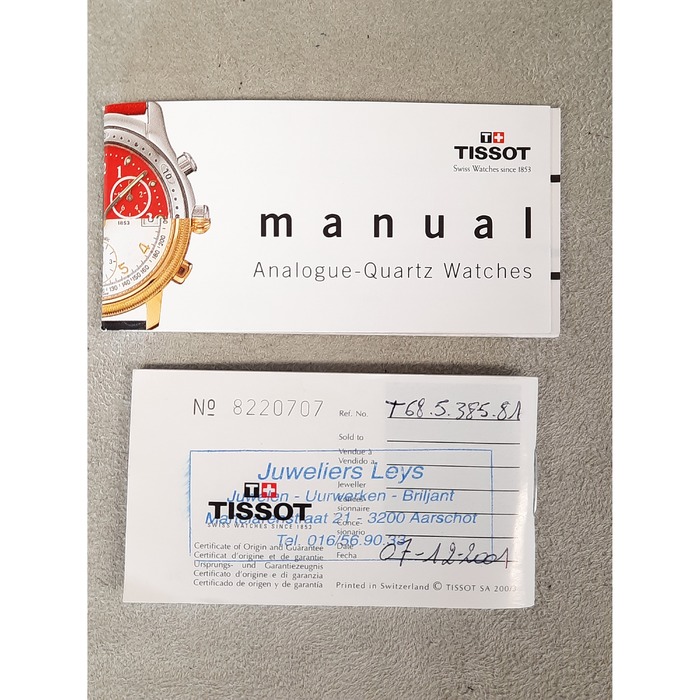 TISSOT
Swiss Watches since 1853
manual
Analogue-Quartz Watches
Nº 8220707
Ref. No. T68.5.385.81
Sold to
Vendue à
Vendido a
Juweliers Leys
Jeweller
Juwelen - Uurwerken - Briljant
TISSOT
SWISS WATCHES SINCE 1853
Martelarenstraat 21 - 3200 Aarschot
Tel. 016/56.90.33
Certificate of Origin and Guarantee
Certificat d'origine et de garantie
Ursprungs- und Garantiezeugnis
Certificato d'origine e di garanzia
Certificado de origen y de garantía
Date
Fecha
07-12-2001
Printed in Switzerland © TISSOT SA